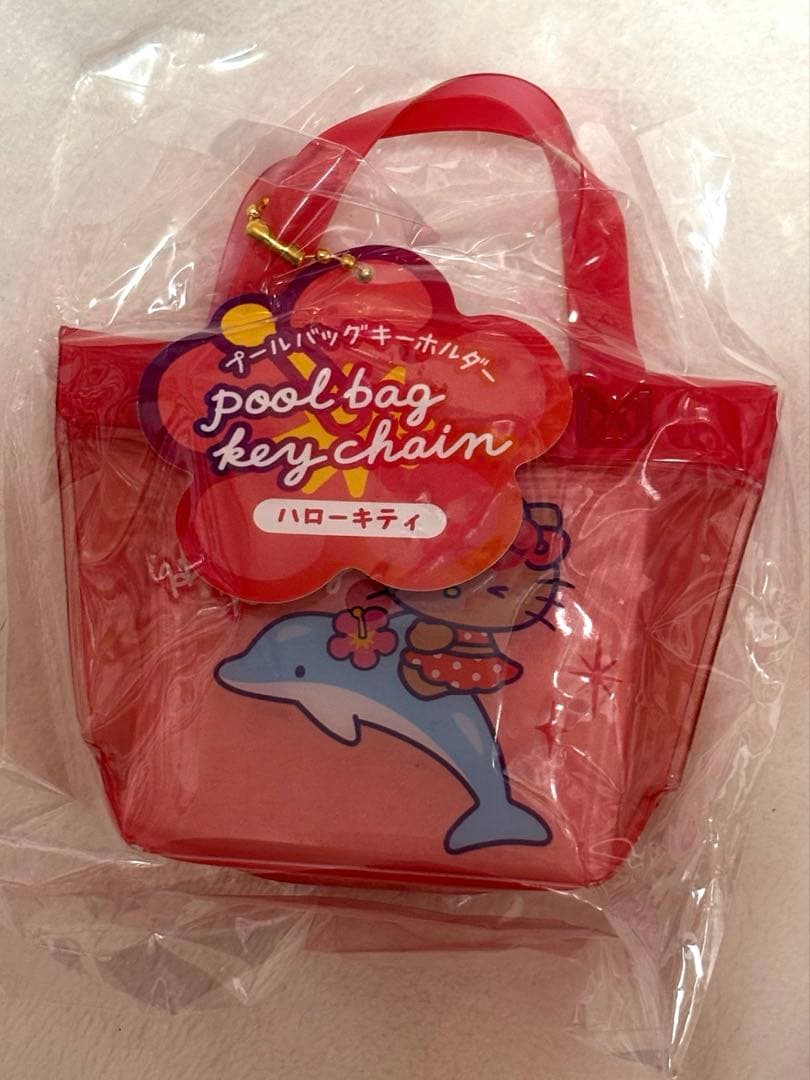 プールバッグキーホルダー
pool bag
key chain
ハローキティ